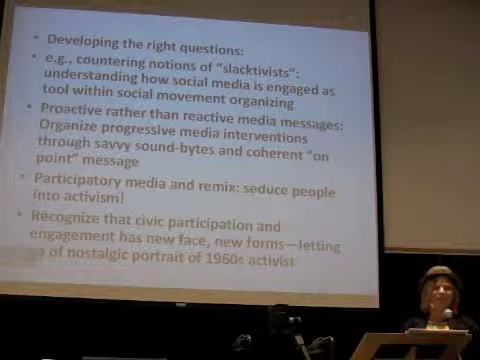 • Developing the right questions:
• e.g., countering notions of "slacktivists":
understanding how social media is engaged as
tool within social movement organizing
• Proactive rather than reactive media messages:
Organize progressive media interventions
through savvy sound-bytes and coherent "on
point" message
• Participatory media and remix: seduce people
into activism!
• Recognize that civic participation and
engagement has new face, new forms—letting
of nostalgic portrait of 1960s activist